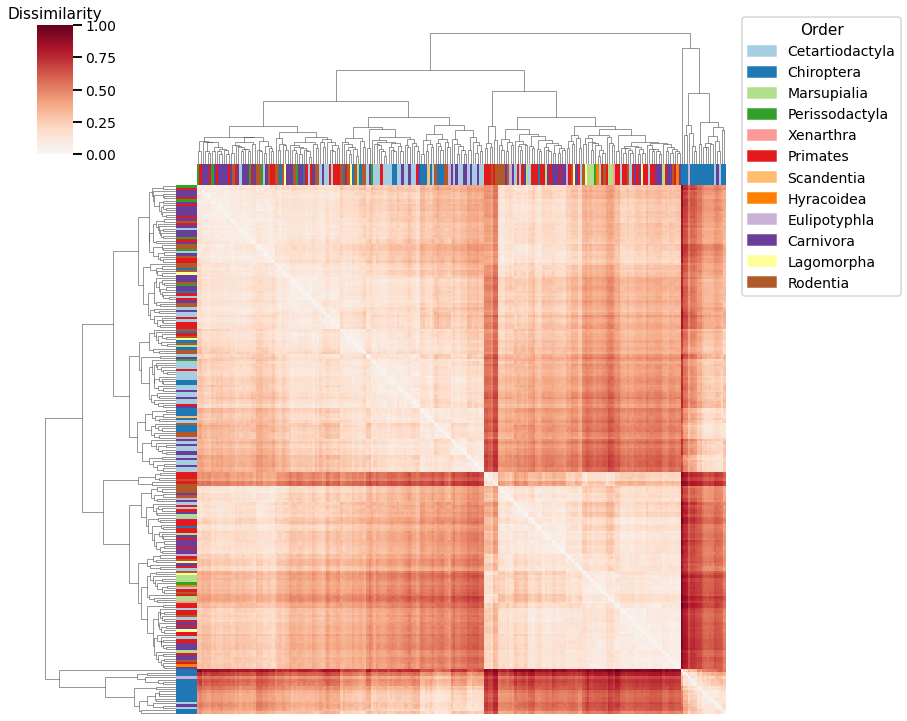 Dissimilarity
1.00
0.75
0.50
0.25
0.00
Order
Cetartiodactyla
Chiroptera
Marsupialia
Perissodactyla
Xenarthra
Primates
Scandentia
Hyracoidea
Eulipotyphla
Carnivora
Lagomorpha
Rodentia